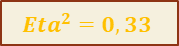 Eta² = 0,33